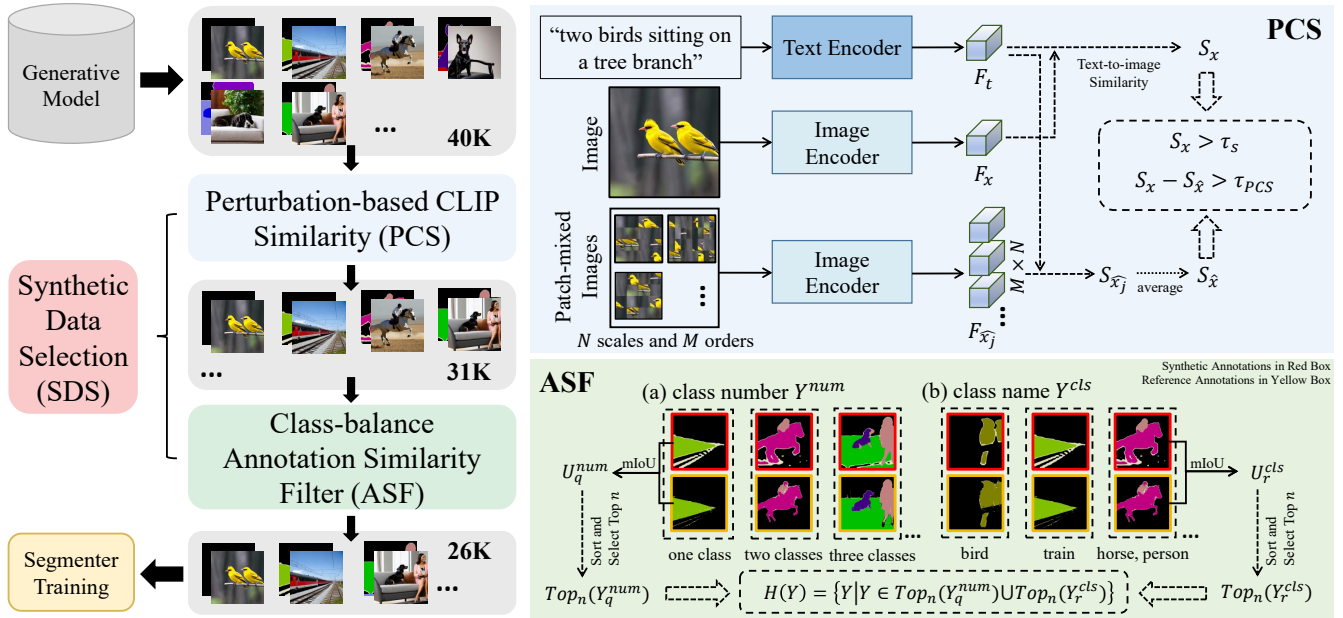 Generative
Model
40K
Perturbation-based CLIP
Similarity (PCS)
Synthetic
Data
Selection
(SDS)
...
31K
Class-balance
Annotation Similarity
Filter (ASF)
Segmenter
Training
26K
...
PCS
“two birds sitting on
a tree branch”
Text Encoder
F_t
Text-to-image
Similarity
S_x
Image
Image
Encoder
F_x
S_x > τ_s
S_x − S_x̂ > τ_PCS
Patch-mixed
Images
...
Image
Encoder
M × N
F_x̂_j
S_x̂_j
average
S_x̂
N scales and M orders
ASF
Synthetic Annotations in Red Box
Reference Annotations in Yellow Box
(a) class number Y^num
(b) class name Y^cls
mIoU
U_q^num
mIoU
U_r^cls
Sort and
Select Top n
Sort and
Select Top n
one class
two classes
three classes
...
bird
train
horse, person
...
Top_n(Y_q^num)
H(Y) = {Y|Y ∈ Top_n(Y_q^num)∪Top_n(Y_r^cls)}
Top_n(Y_r^cls)